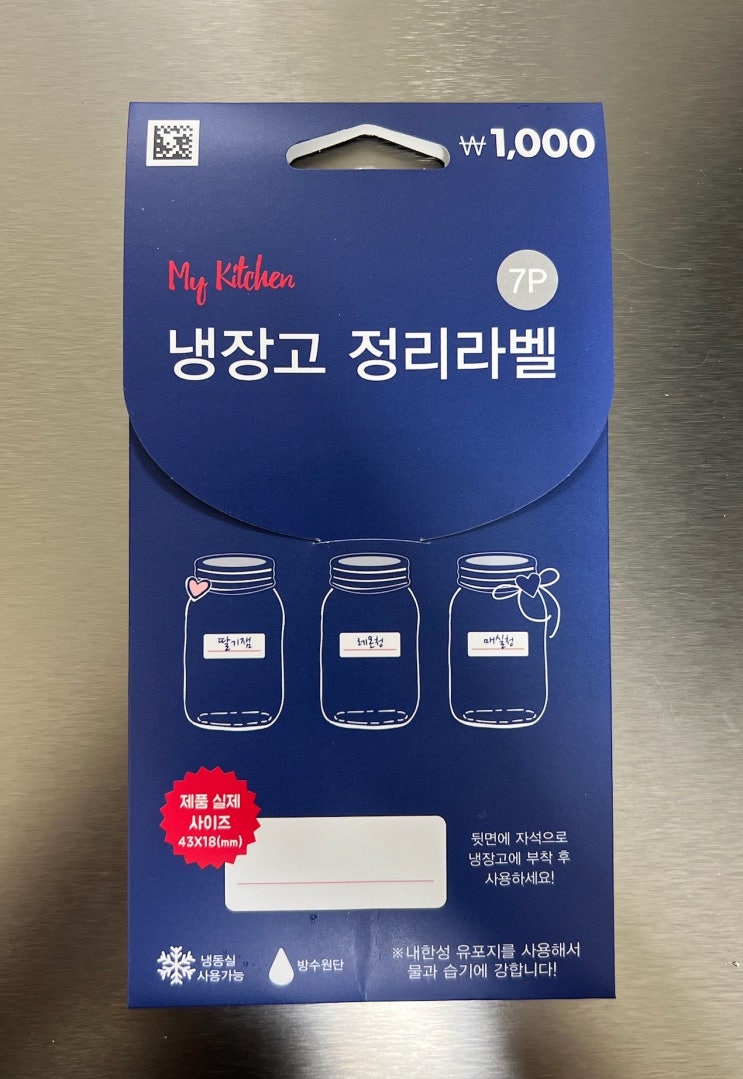 ₩1,000
My Kitchen
7P
냉장고 정리라벨
딸기잼
레몬청
매실청
제품 실제
사이즈
43X18(mm)
뒷면에 자석으로
냉장고에 부착 후
사용하세요!
냉동실
사용가능
방수원단
※내한성 유포지를 사용해서
물과 습기에 강합니다!